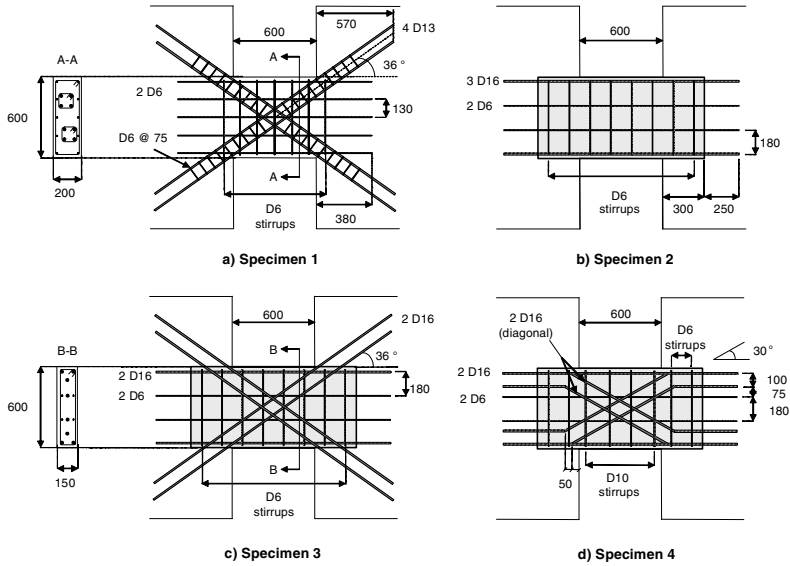 570
600
4 D13
A
A-A
36 °
2 D6
600
130
D6 @ 75
A
200
D6
stirrups
380
a) Specimen 1
600
3 D16
2 D6
180
D6
stirrups
300
250
b) Specimen 2
600
2 D16
B
B-B
36 °
2 D16
180
2 D6
600
B
150
D6
stirrups
c) Specimen 3
2 D16
(diagonal)
600
D6
stirrups
30°
2 D16
100
75
2 D6
180
50
D10
stirrups
d) Specimen 4